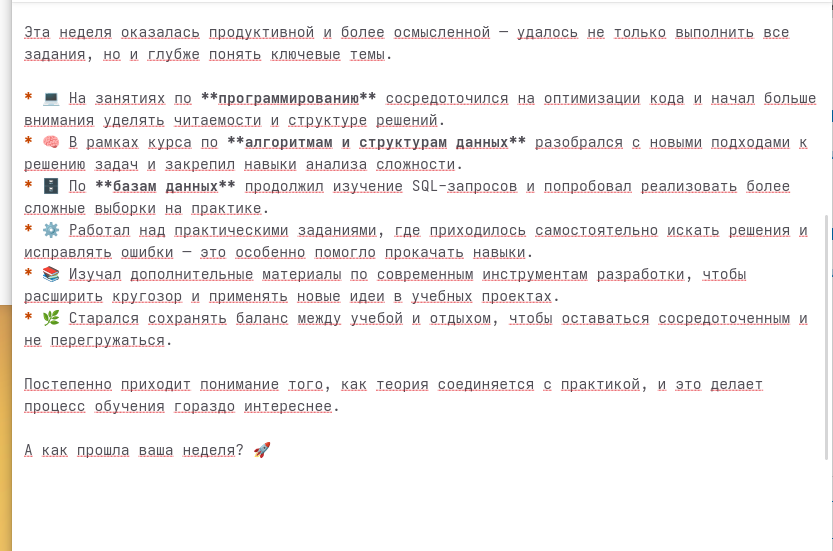 Эта неделя оказалась продуктивной и более осмысленной — удалось не только выполнить все
задания, но и глубже понять ключевые темы.
* 💻 На занятиях по **программированию** сосредоточился на оптимизации кода и начал больше
внимания уделять читаемости и структуре решений.
* 🧠 В рамках курса по **алгоритмам и структурам данных** разобрался с новыми подходами к
решению задач и закрепил навыки анализа сложности.
* 🗄️ По **базам данных** продолжил изучение SQL-запросов и попробовал реализовать более
сложные выборки на практике.
* ⚙️ Работал над практическими заданиями, где приходилось самостоятельно искать решения и
исправлять ошибки — это особенно помогло прокачать навыки.
* 📚 Изучал дополнительные материалы по современным инструментам разработки, чтобы
расширить кругозор и применять новые идеи в учебных проектах.
* 🌿 Старался сохранять баланс между учебой и отдыхом, чтобы оставаться сосредоточенным и
не перегружаться.
Постепенно приходит понимание того, как теория соединяется с практикой, и это делает
процесс обучения гораздо интереснее.
А как прошла ваша неделя? 🚀